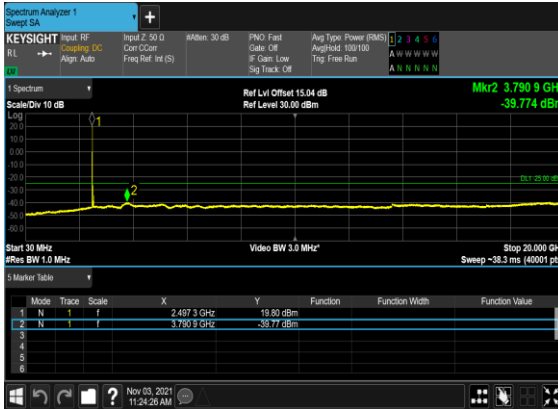 Spectrum Analyzer 1
Swept SA
+
KEYSIGHT Input: RF Input Z: 50 Ω #Atten: 30 dB PNO: Fast Avg Type: Power (RMS) 1 2 3 4 5 6
RL Coupling: DC Corr CCorr Gate: Off Avg|Hold: 100/100 A W W W W W
Align: Auto Freq Ref: Int (S) IF Gain: Low Trig: Free Run
Sig Track: Off A N N N N N
1 Spectrum Ref Lvl Offset 15.04 dB Mkr2 3.790 9 GHz
Scale/Div 10 dB Ref Level 30.00 dBm -39.774 dBr
Log
20.0
10.0
0.00
-10.0
-20.0
-30.0
-40.0
-50.0
-60.0
1
2
DL1 -25.00 dB
Start 30 MHz Video BW 3.0 MHz* Stop 20.000 GH
#Res BW 1.0 MHz Sweep ~38.3 ms (40001 pt
5 Marker Table
Mode Trace Scale X Y Function Function Width Function Value
1 N 1 f 2.497 3 GHz 19.80 dBm
2 N 1 f 3.790 9 GHz -39.77 dBm
3
4
5
6
? Nov 03, 2021
11:24:26 AM